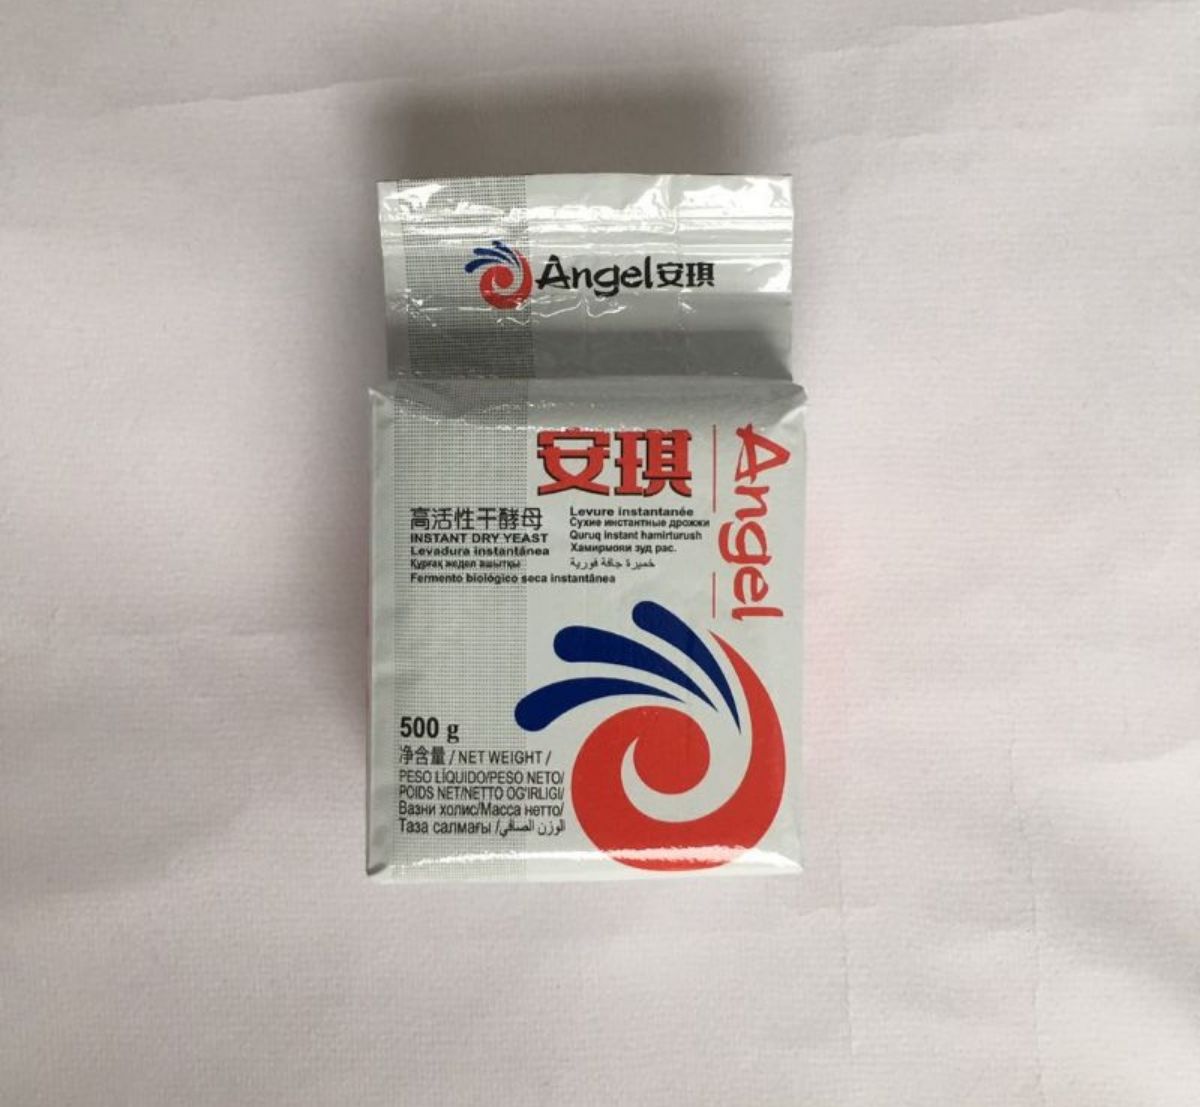 Angel安琪
安琪
Angel
高活性干酵母
INSTANT DRY YEAST
Levadura instantánea
Құрғақ жедел ашытқы
Fermento biológico seca instantânea
Levure instantanée
Сухие инстантные дрожжи
Quruq instant hamirturush
Хамирмояи зуд рас.
خميرة جافة فورية
500 g
净含量 / NET WEIGHT /
PESO LÍQUIDO/PESO NETO/
POIDS NET/NETTO OG'IRLIGI/
Вазни холис/Масса нетто/
Таза салмағы /الوزن الصافي